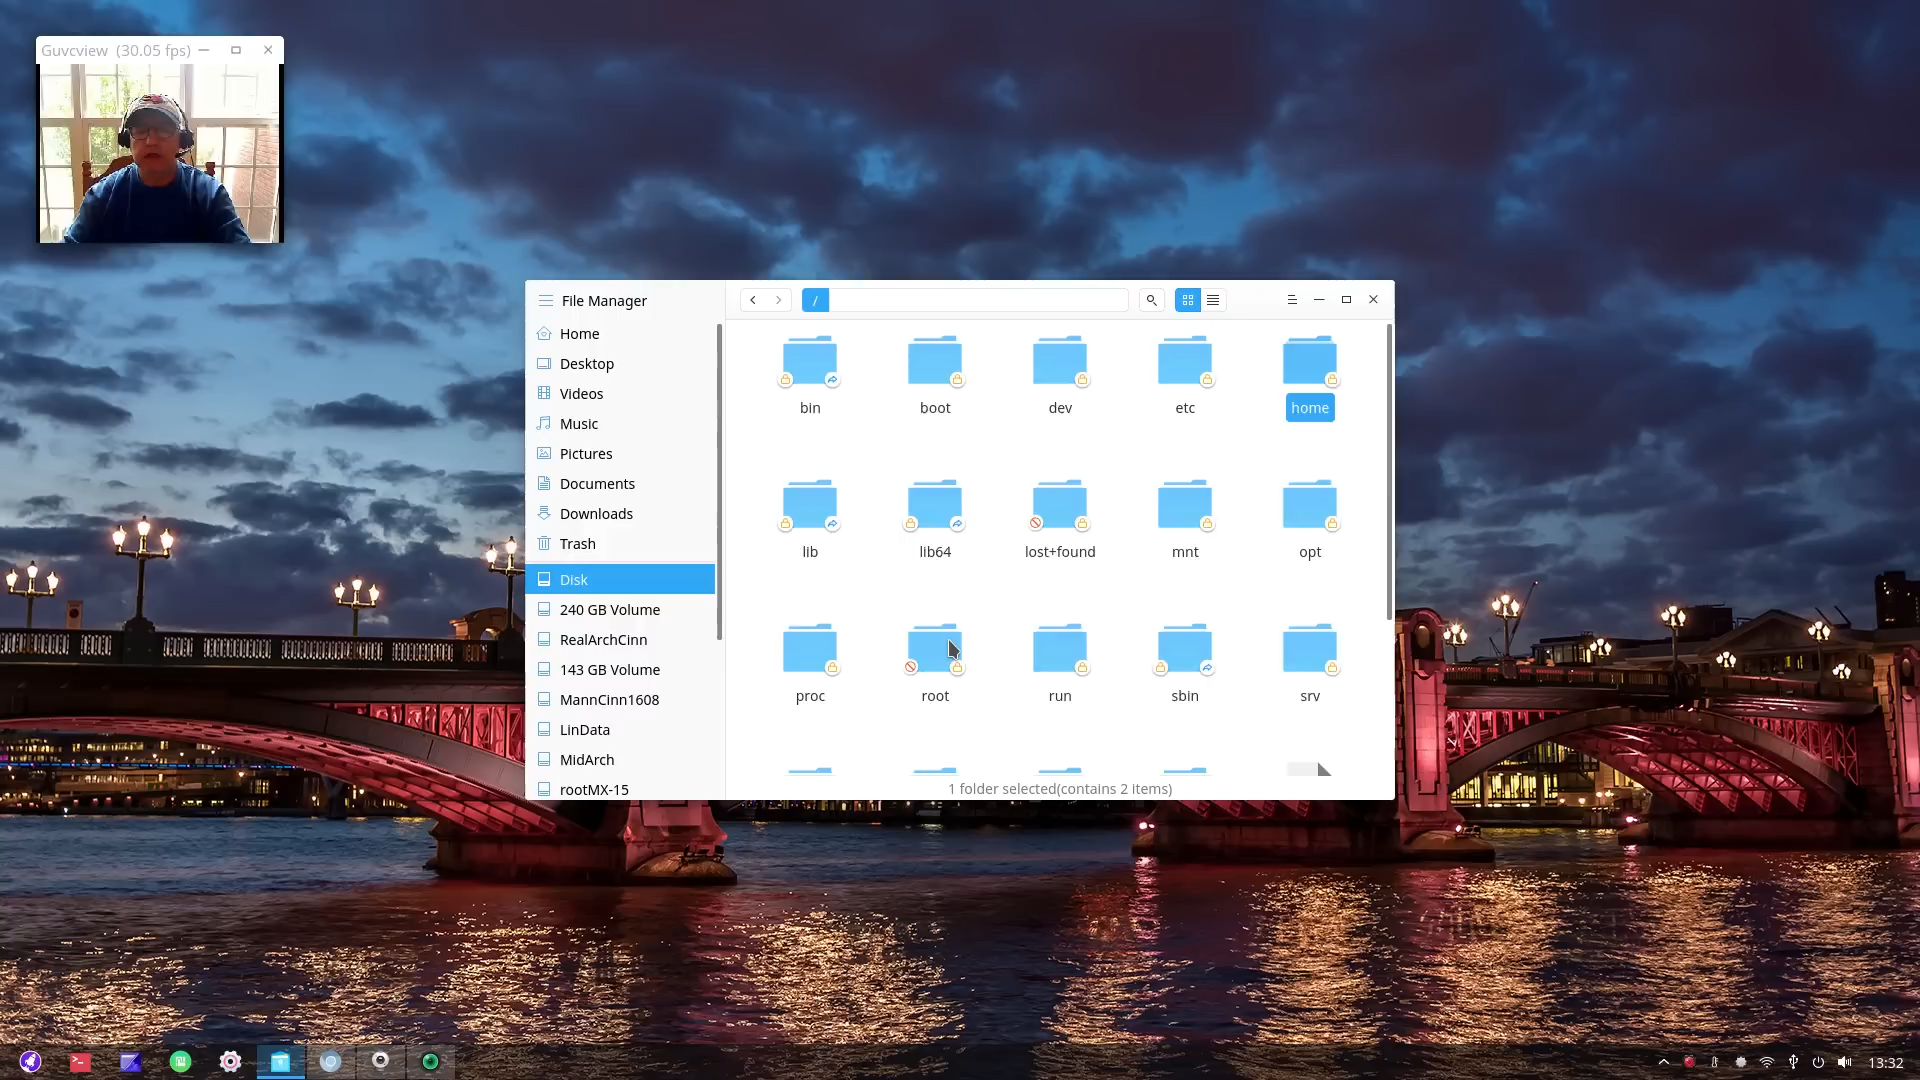 Guvcview  (30.05 fps)
File Manager
/
Home
Desktop
Videos
Music
Pictures
Documents
Downloads
Trash
Disk
240 GB Volume
RealArchCinn
143 GB Volume
MannCinn1608
LinData
MidArch
rootMX-15
bin boot dev etc home
lib lib64 lost+found mnt opt
proc root run sbin srv
1 folder selected(contains 2 items)
13:32